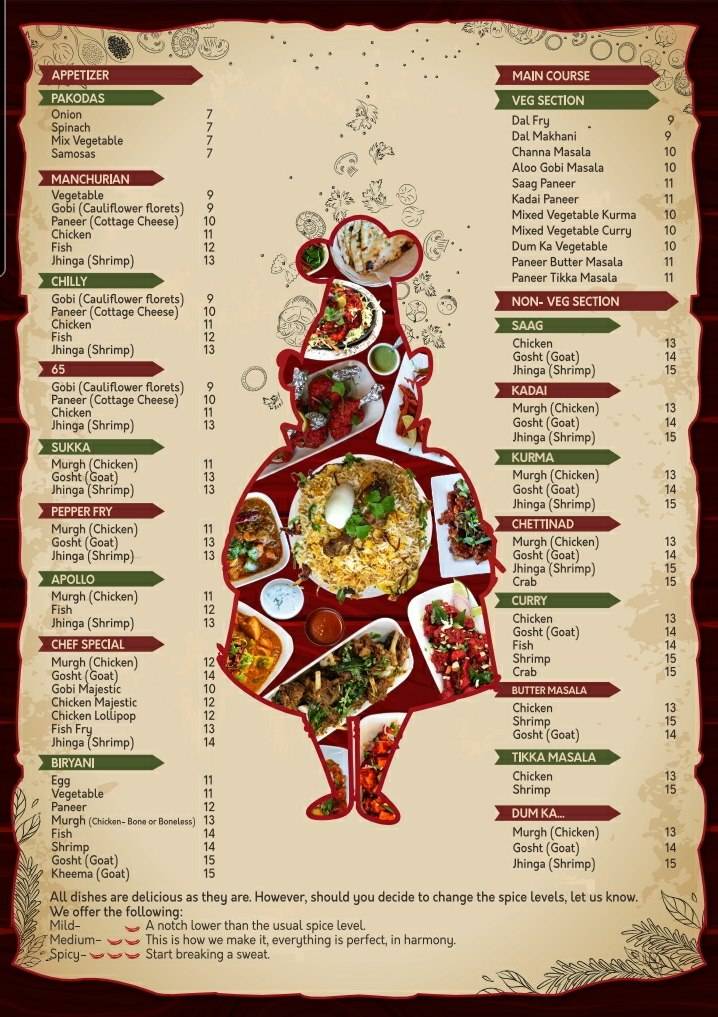 APPETIZER
PAKODAS
Onion 7
Spinach 7
Mix Vegetable 7
Samosas 7
MANCHURIAN
Vegetable 9
Gobi (Cauliflower florets) 9
Paneer (Cottage Cheese) 10
Chicken 11
Fish 12
Jhinga (Shrimp) 13
CHILLY
Gobi (Cauliflower florets) 9
Paneer (Cottage Cheese) 10
Chicken 11
Fish 12
Jhinga (Shrimp) 13
65
Gobi (Cauliflower florets) 9
Paneer (Cottage Cheese) 10
Chicken 11
Jhinga (Shrimp) 13
SUKKA
Murgh (Chicken) 11
Gosht (Goat) 13
Jhinga (Shrimp) 13
PEPPER FRY
Murgh (Chicken) 11
Gosht (Goat) 13
Jhinga (Shrimp) 13
APOLLO
Murgh (Chicken) 11
Fish 12
Jhinga (Shrimp) 13
CHEF SPECIAL
Murgh (Chicken) 12
Gosht (Goat) 14
Gobi Majestic 10
Chicken Majestic 12
Chicken Lollipop 12
Fish Fry 13
Jhinga (Shrimp) 14
BIRYANI
Egg 11
Vegetable 11
Paneer 12
Murgh (Chicken- Bone or Boneless) 13
Fish 14
Shrimp 14
Gosht (Goat) 15
Kheema (Goat) 15
MAIN COURSE
VEG SECTION
Dal Fry 9
Dal Makhani 9
Channa Masala 10
Aloo Gobi Masala 10
Saag Paneer 11
Kadai Paneer 11
Mixed Vegetable Kurma 10
Mixed Vegetable Curry 10
Dum Ka Vegetable 10
Paneer Butter Masala 11
Paneer Tikka Masala 11
NON- VEG SECTION
SAAG
Chicken 13
Gosht (Goat) 14
Jhinga (Shrimp) 15
KADAI
Murgh (Chicken) 13
Gosht (Goat) 14
Jhinga (Shrimp) 15
KURMA
Murgh (Chicken) 13
Gosht (Goat) 14
Jhinga (Shrimp) 15
CHETTINAD
Murgh (Chicken) 13
Gosht (Goat) 14
Jhinga (Shrimp) 15
Crab 15
CURRY
Chicken 13
Gosht (Goat) 14
Fish 14
Shrimp 15
Crab 15
BUTTER MASALA
Chicken 13
Shrimp 15
Gosht (Goat) 14
TIKKA MASALA
Chicken 13
Shrimp 15
DUM KA...
Murgh (Chicken) 13
Gosht (Goat) 14
Jhinga (Shrimp) 15
All dishes are delicious as they are. However, should you decide to change the spice levels, let us know.
We offer the following:
Mild- A notch lower than the usual spice level.
Medium- This is how we make it, everything is perfect, in harmony.
Spicy- Start breaking a sweat.